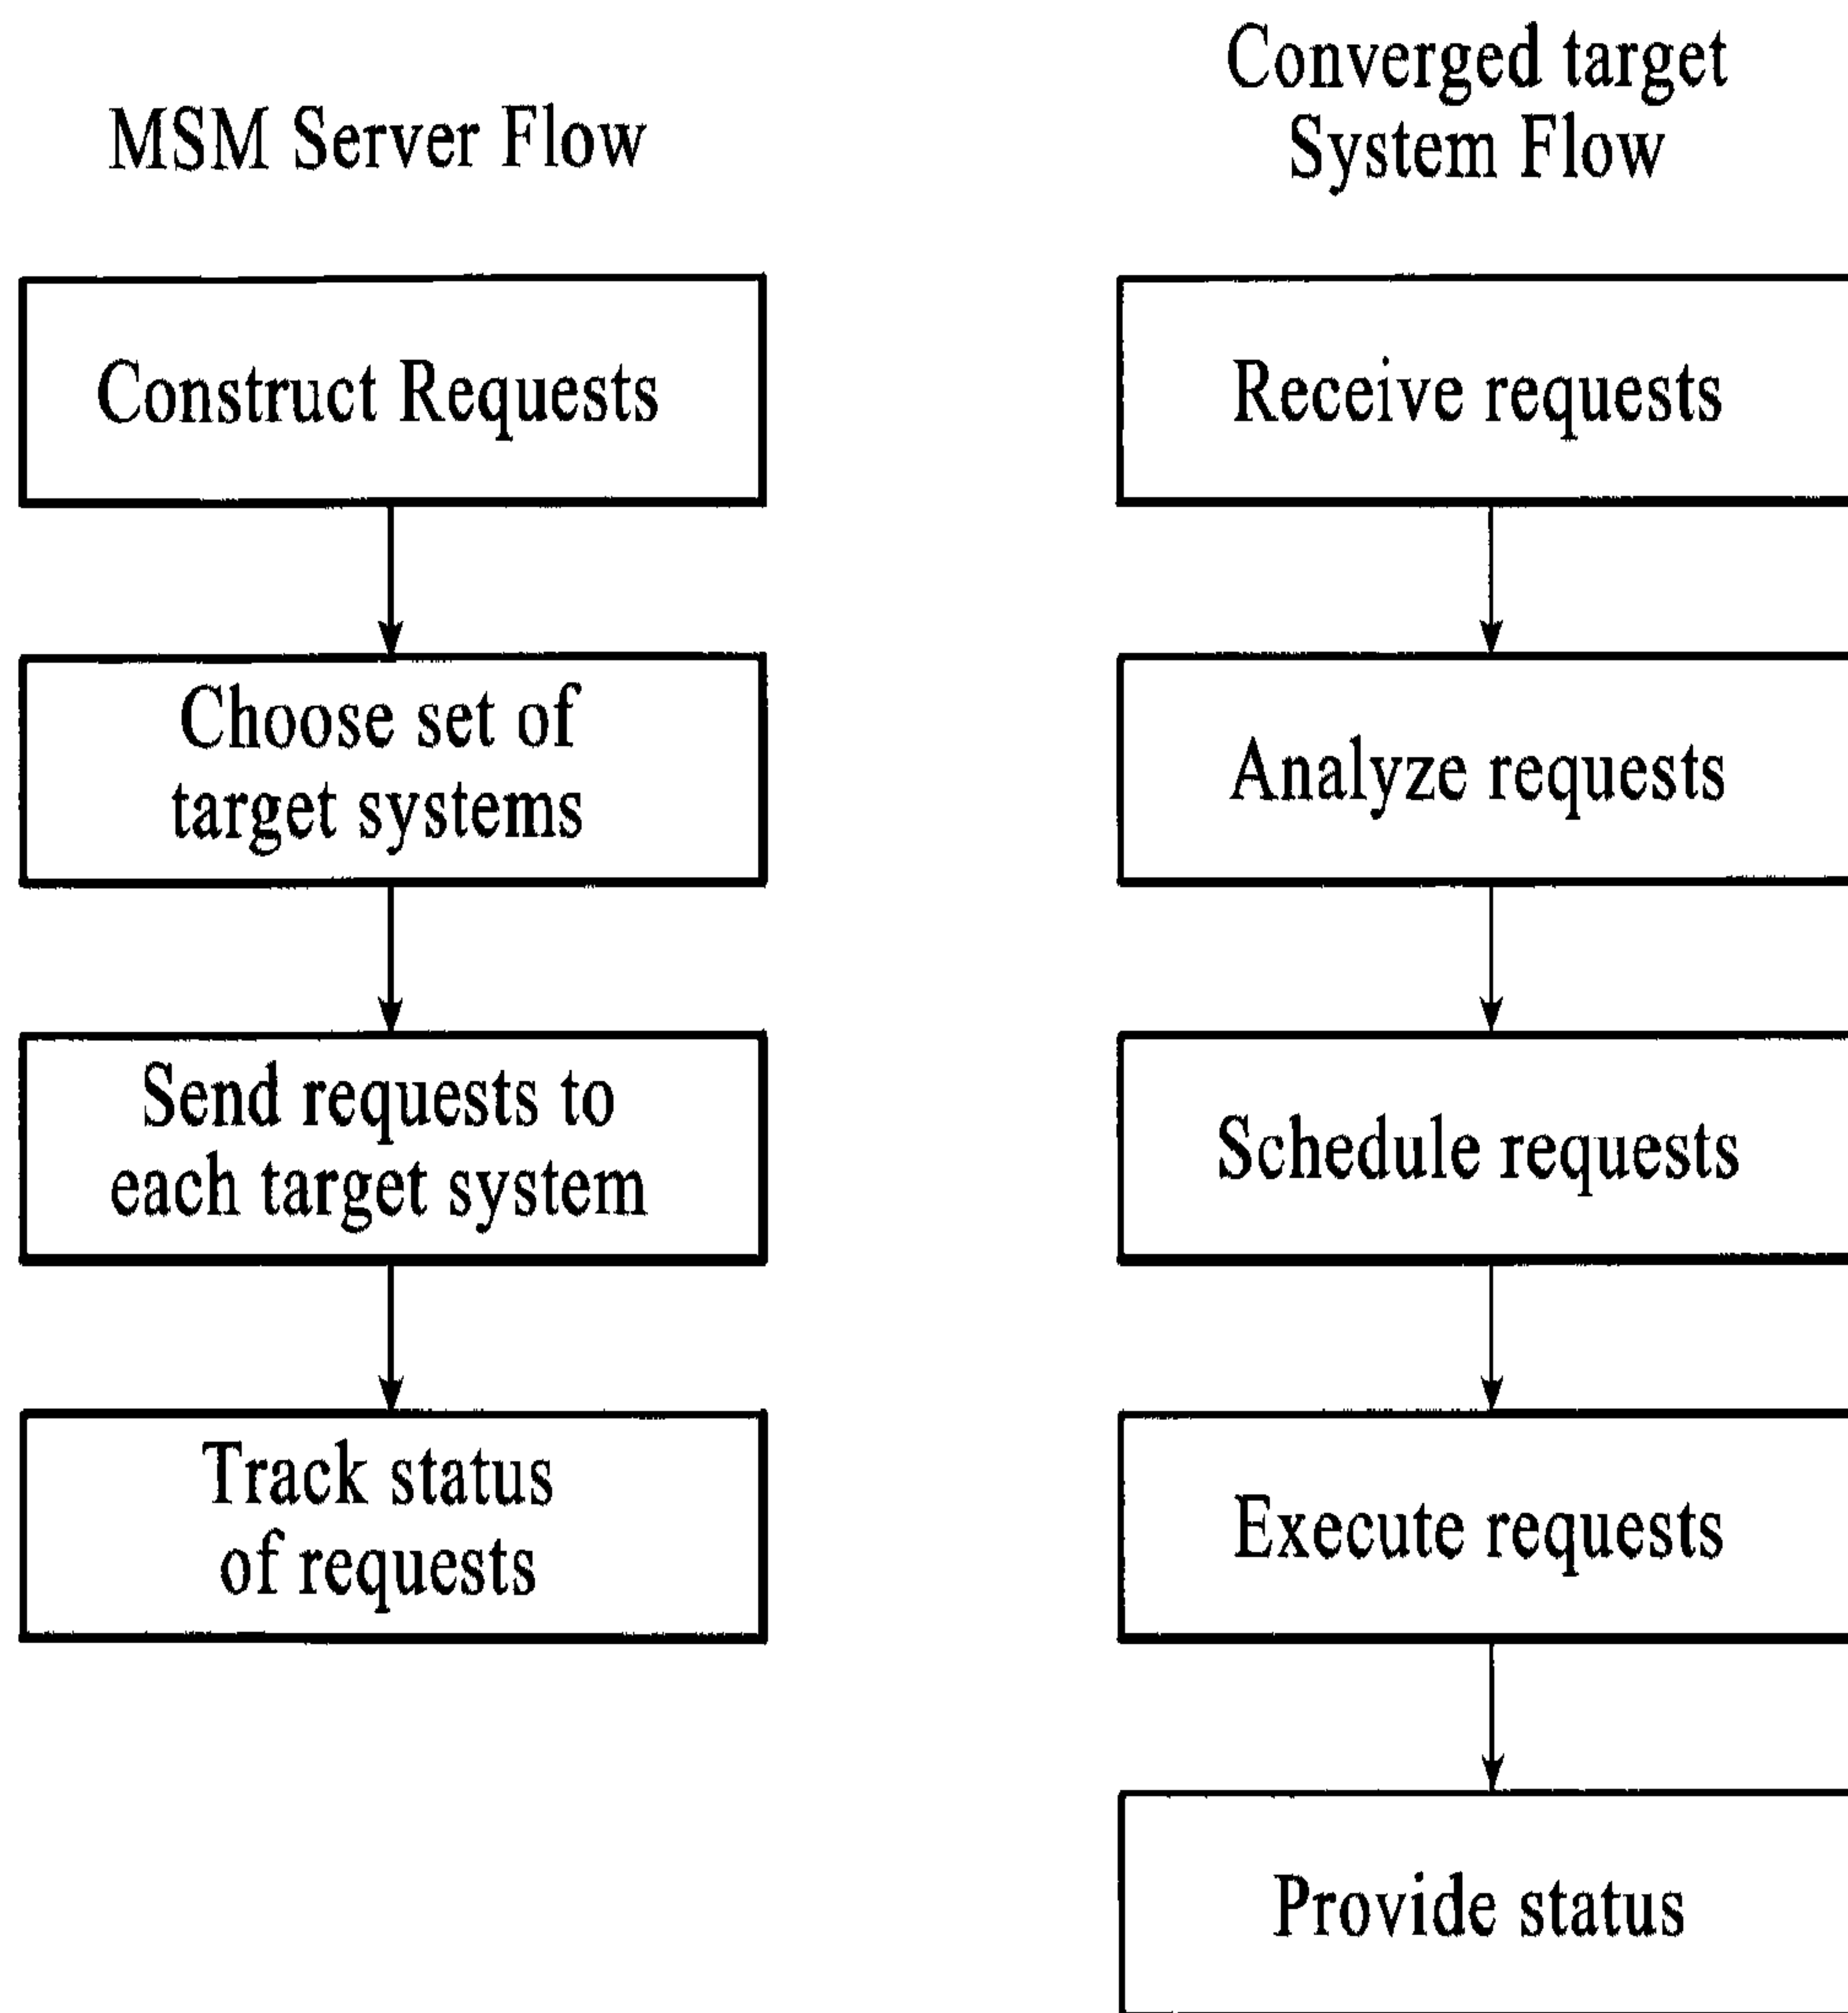 MSM Server Flow
Construct Requests
Choose set of
target systems
Send requests to
each target system
Track status
of requests
Converged target
System Flow
Receive requests
Analyze requests
Schedule requests
Execute requests
Provide status